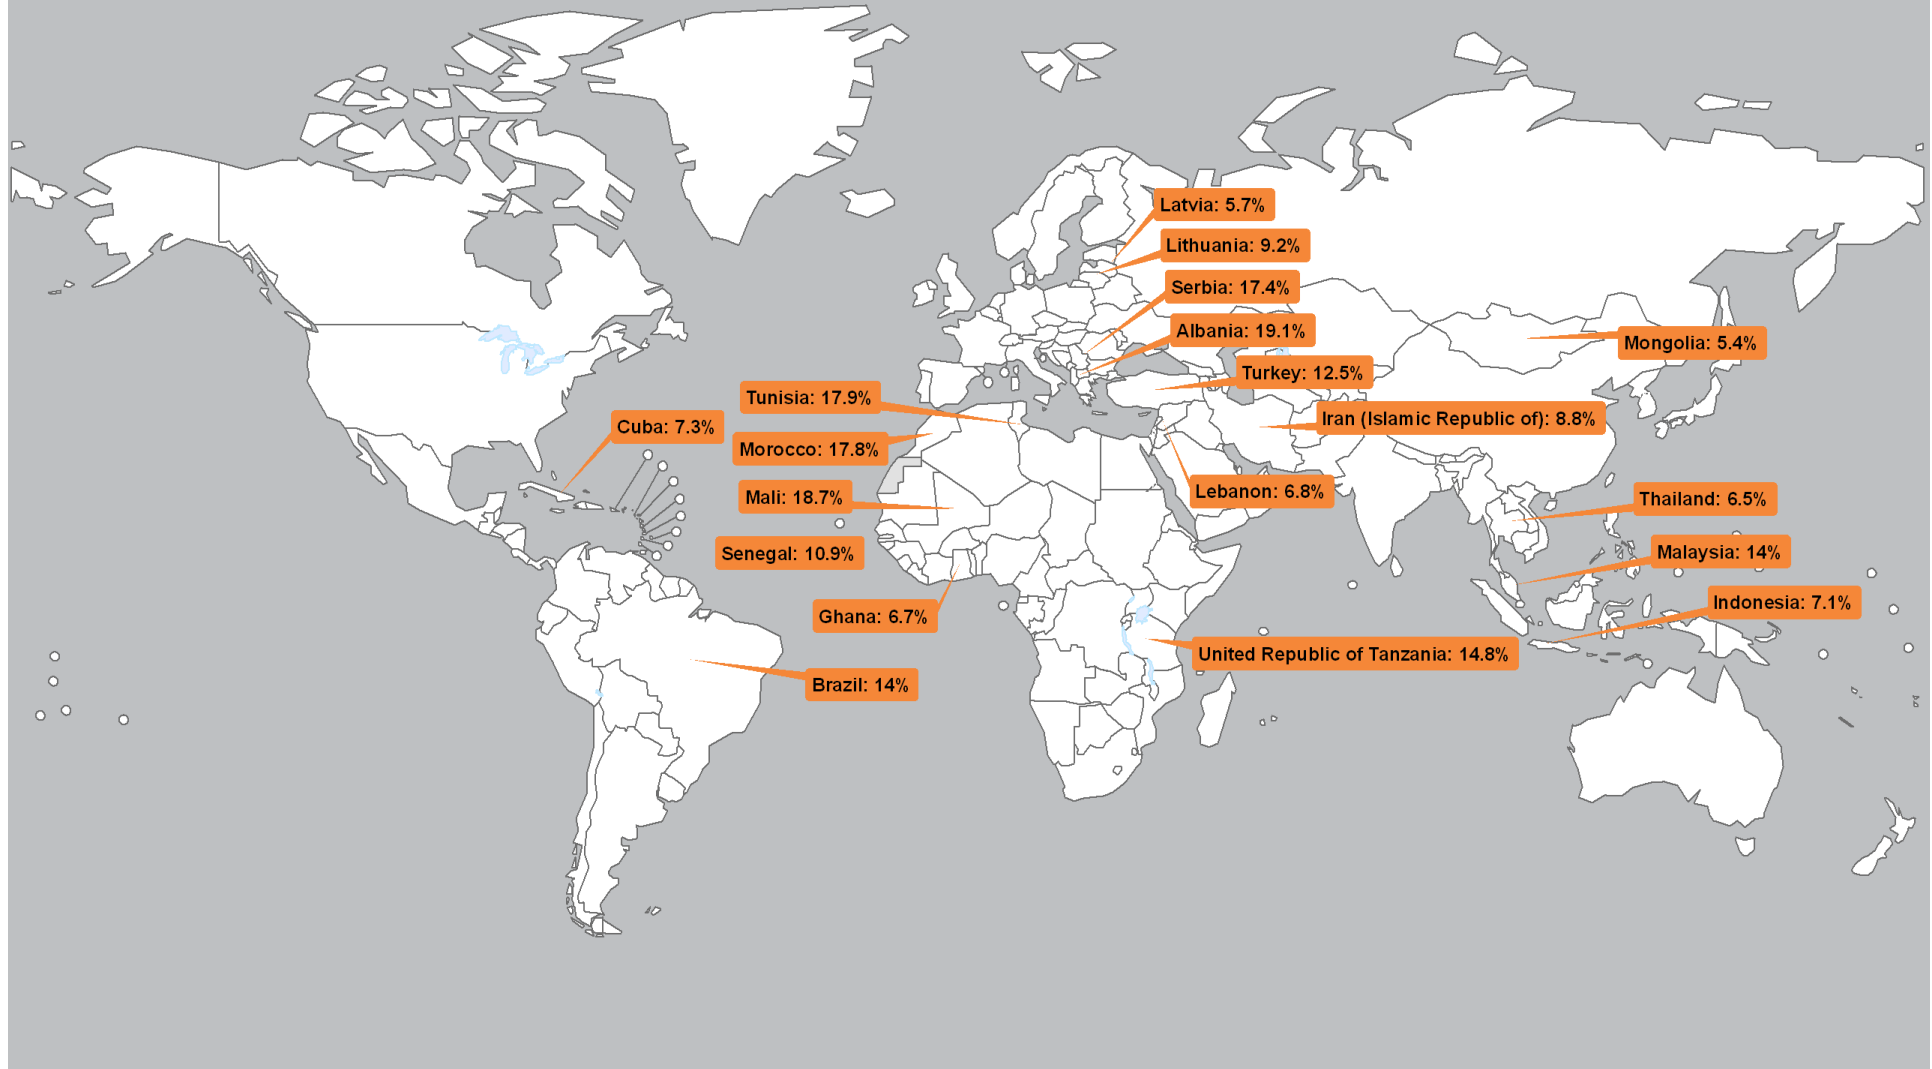 Latvia: 5.7%
Lithuania: 9.2%
Serbia: 17.4%
Albania: 19.1%
Mongolia: 5.4%
Turkey: 12.5%
Tunisia: 17.9%
Iran (Islamic Republic of): 8.8%
Cuba: 7.3%
Morocco: 17.8%
Lebanon: 6.8%
Mali: 18.7%
Thailand: 6.5%
Senegal: 10.9%
Malaysia: 14%
Indonesia: 7.1%
Ghana: 6.7%
United Republic of Tanzania: 14.8%
Brazil: 14%